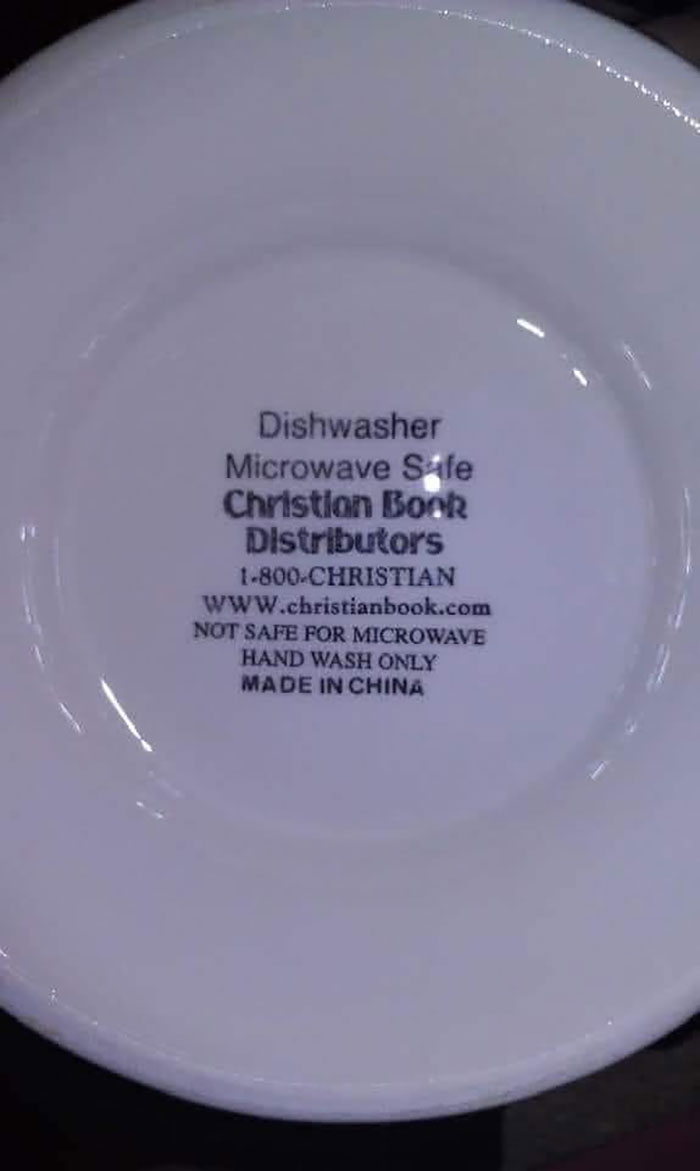 Dishwasher
Microwave Safe
Christian Book
Distributors
1-800-CHRISTIAN
WWW.christianbook.com
NOT SAFE FOR MICROWAVE
HAND WASH ONLY
MADE IN CHINA